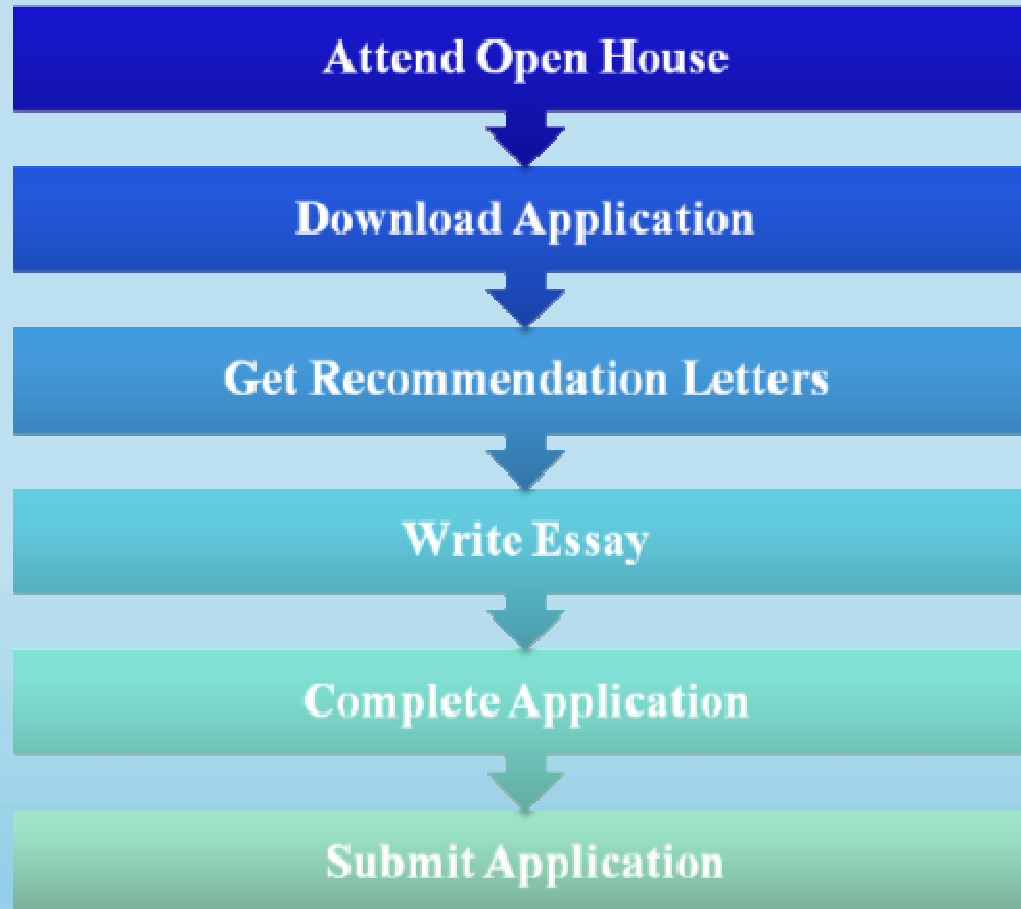 Attend Open House
Download Application
Get Recommendation Letters
Write Essay
Complete Application
Submit Application